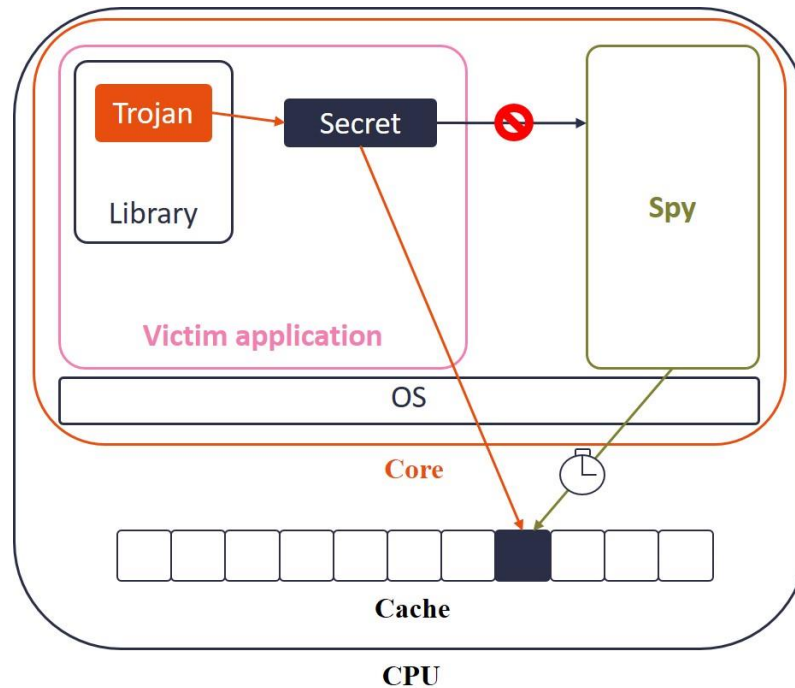 Trojan
Secret
Library
Spy
Victim application
OS
Core
Cache
CPU